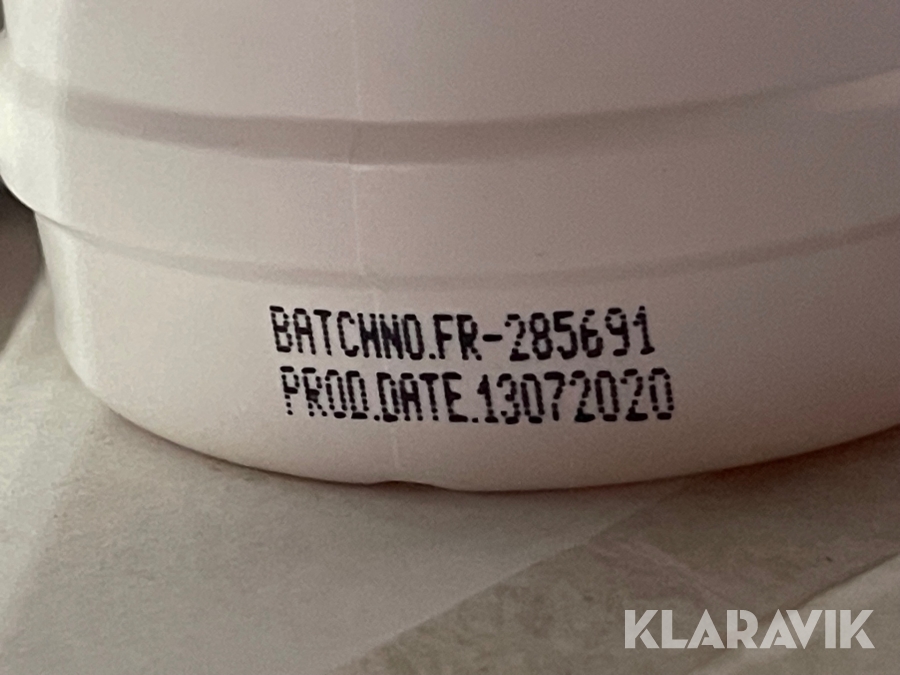 BATCHNO.FR-285691
PROD.DATE.13072020
KLARAVIK